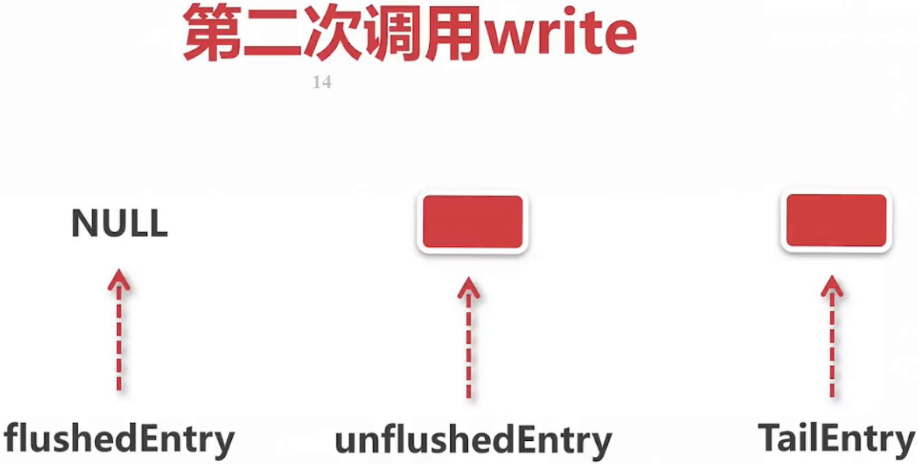 第二次调用write
14
NULL
flushedEntry unflushedEntry TailEntry